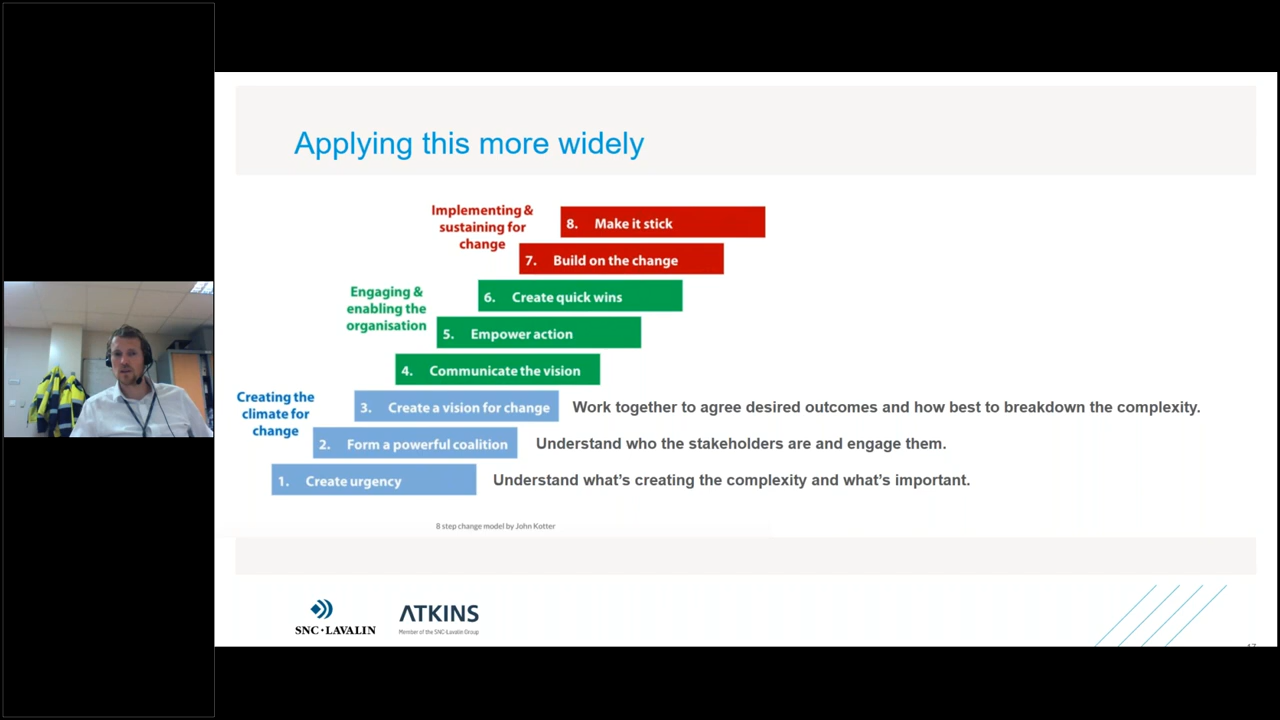 Applying this more widely
Implementing &
sustaining for
change
8. Make it stick
7. Build on the change
Engaging &
enabling the
organisation
6. Create quick wins
5. Empower action
4. Communicate the vision
Creating the
climate for
change
3. Create a vision for change
Work together to agree desired outcomes and how best to breakdown the complexity.
2. Form a powerful coalition
Understand who the stakeholders are and engage them.
1. Create urgency
Understand what’s creating the complexity and what’s important.
8 step change model by John Kotter
SNC·LAVALIN
ATKINS
Member of the SNC-Lavalin Group